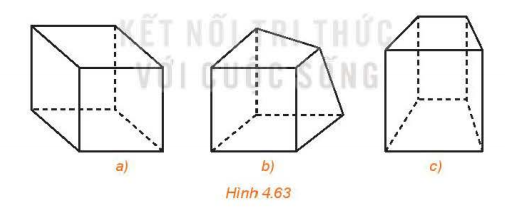 KẾT NỐI TRI THỨC
VỚI CUỘC SỐNG
a)
b)
c)
Hình 4.63